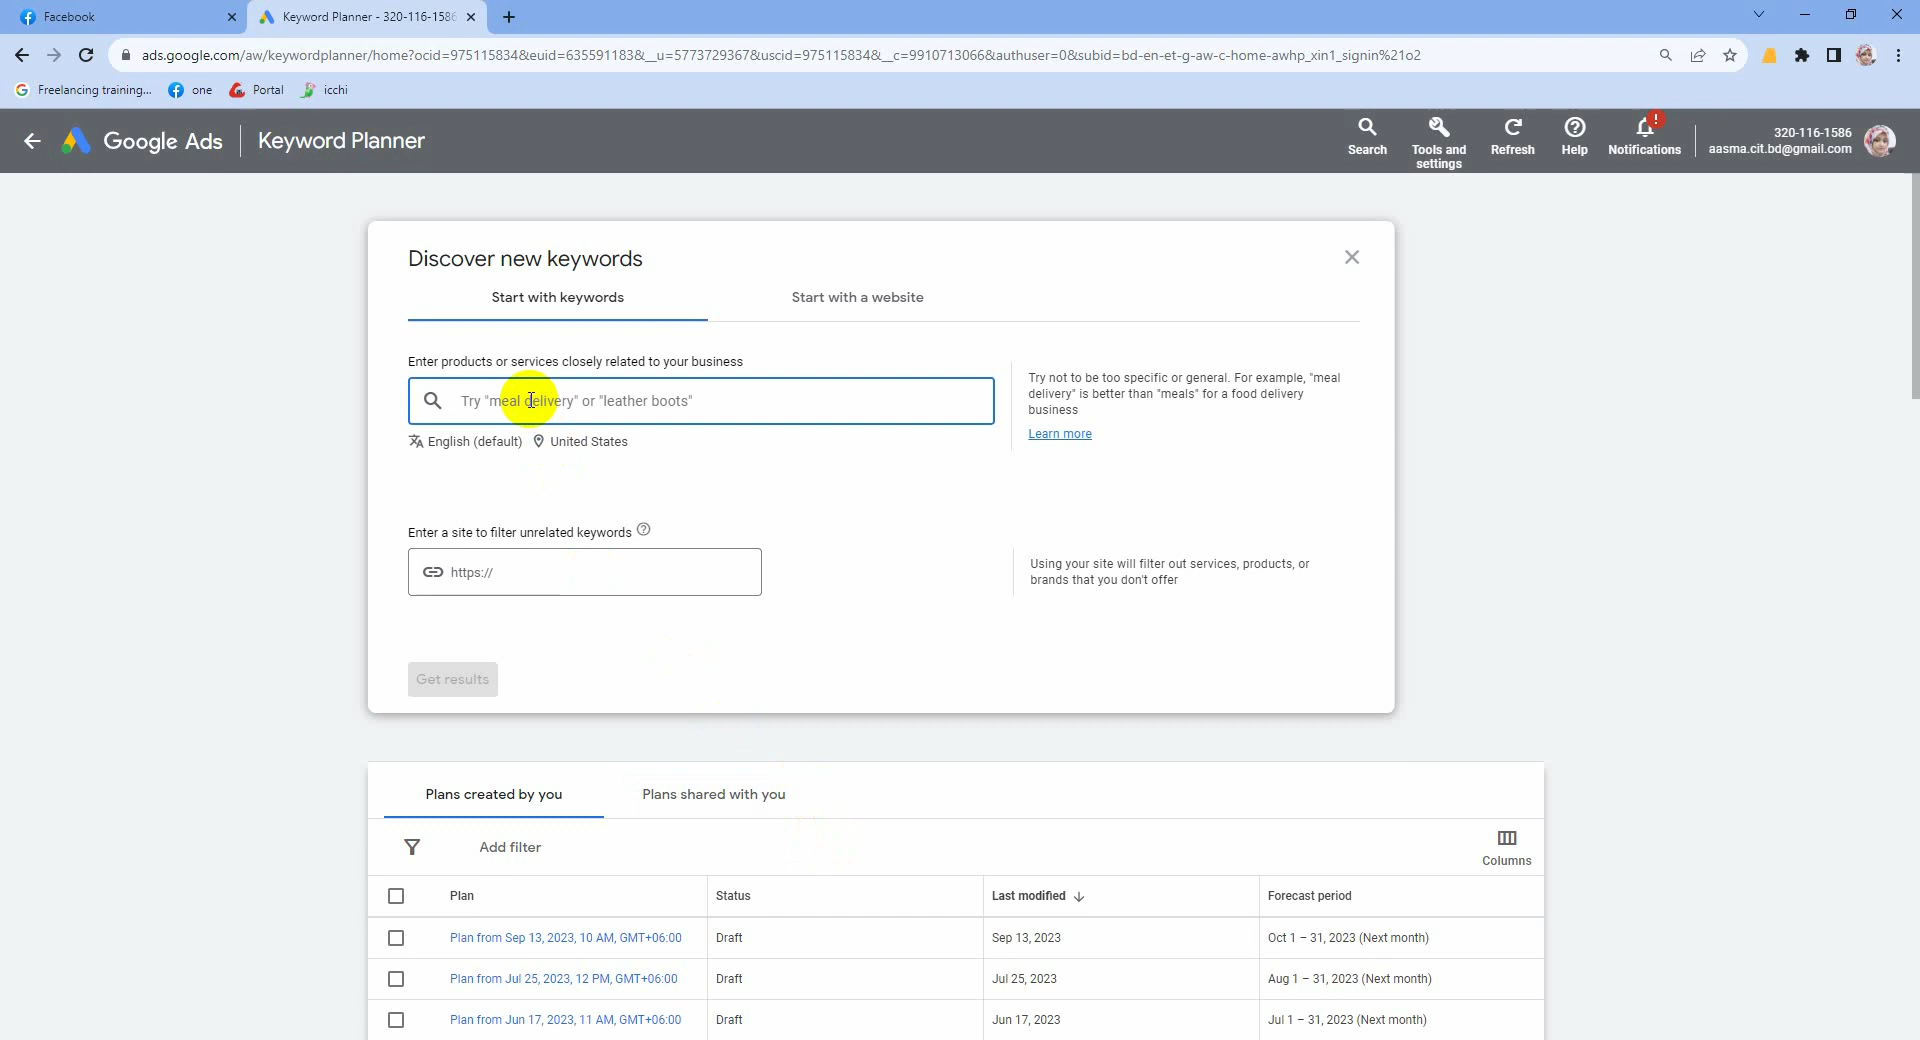 Facebook
Keyword Planner - 320-116-1586
ads.google.com/aw/keywordplanner/home?ocid=975115834&euid=635591183&__u=5773729367&uscid=975115834&__c=9910713066&authuser=0&subid=bd-en-et-g-aw-c-home-awhp_xin1_signin%21o2
Freelancing training... one Portal icchi
Google Ads Keyword Planner
Search
Tools and
settings
Refresh
Help
!
Notifications
320-116-1586
aasma.cit.bd@gmail.com
Discover new keywords
Start with keywords Start with a website
Enter products or services closely related to your business
Try "meal delivery" or "leather boots"
English (default) United States
Try not to be too specific or general. For example, "meal
delivery" is better than "meals" for a food delivery
business
Learn more
Enter a site to filter unrelated keywords
https://
Using your site will filter out services, products, or
brands that you don't offer
Get results
Plans created by you Plans shared with you
Add filter
Columns
Plan Status Last modified Forecast period
Plan from Sep 13, 2023, 10 AM, GMT+06:00 Draft Sep 13, 2023 Oct 1 – 31, 2023 (Next month)
Plan from Jul 25, 2023, 12 PM, GMT+06:00 Draft Jul 25, 2023 Aug 1 – 31, 2023 (Next month)
Plan from Jun 17, 2023, 11 AM, GMT+06:00 Draft Jun 17, 2023 Jul 1 – 31, 2023 (Next month)